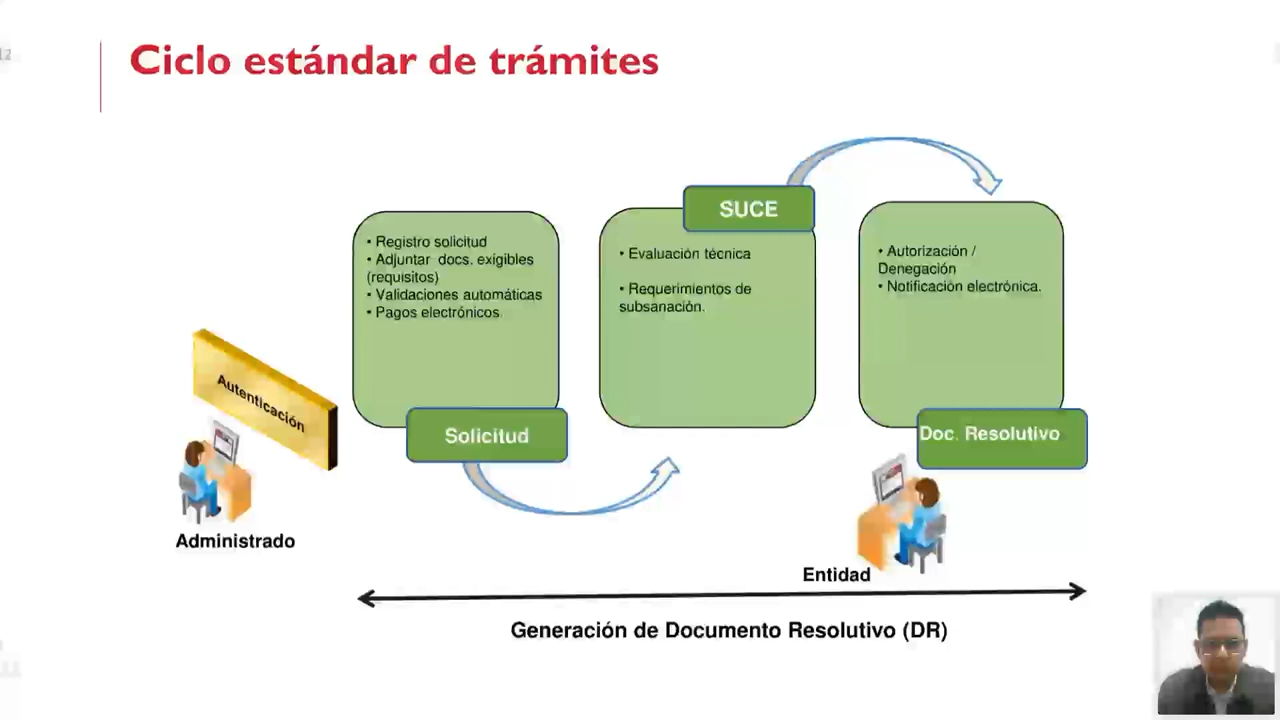 12
Ciclo estándar de trámites
SUCE
• Registro solicitud
• Adjuntar docs. exigibles
(requisitos)
• Validaciones automáticas
• Pagos electrónicos
• Evaluación técnica
• Requerimientos de
subsanación.
• Autorización /
Denegación
• Notificación electrónica.
Autenticación
Solicitud
Doc. Resolutivo
Administrado
Entidad
Generación de Documento Resolutivo (DR)